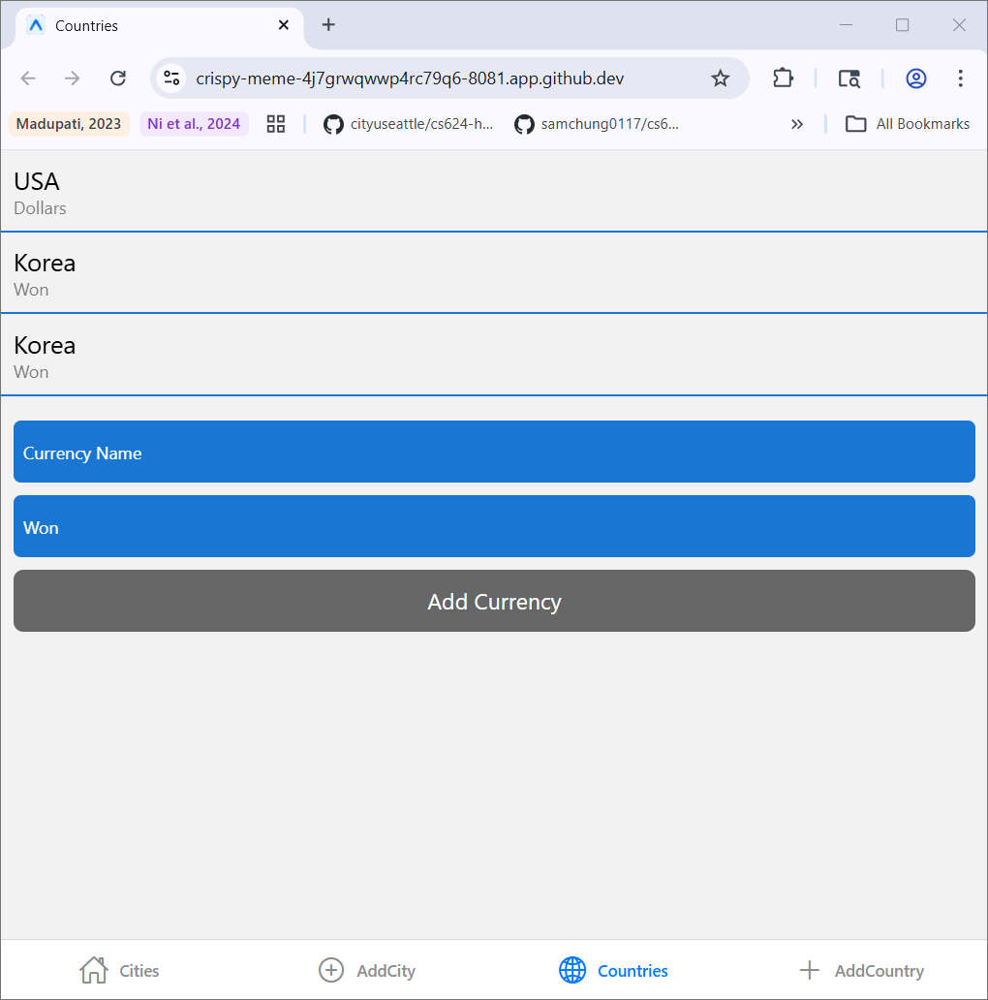 Countries
crispy-meme-4j7grwqwwp4rc79q6-8081.app.github.dev
Madupati, 2023 Ni et al., 2024 cityuseattle/cs624-h... samchung0117/cs6... » All Bookmarks
USA
Dollars
Korea
Won
Korea
Won
Currency Name
Won
Add Currency
Cities AddCity Countries AddCountry